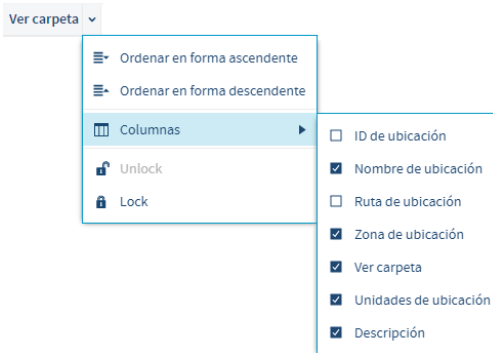 Ver carpeta
Ordenar en forma ascendente
Ordenar en forma descendente
Columnas
Unlock
Lock
ID de ubicación
Nombre de ubicación
Ruta de ubicación
Zona de ubicación
Ver carpeta
Unidades de ubicación
Descripción